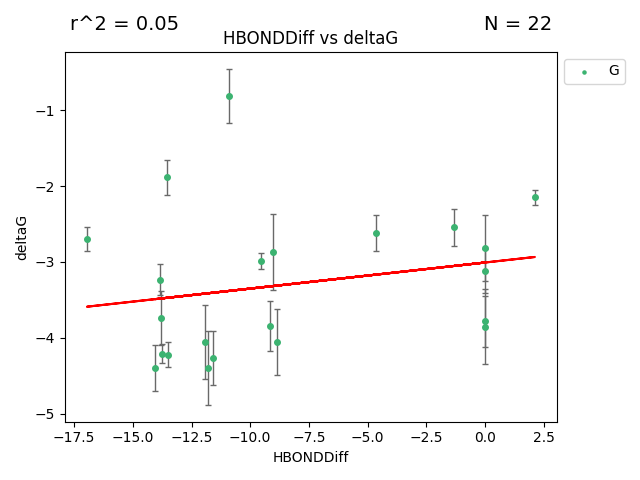 r^2 = 0.05
N = 22
HBONDDiff vs deltaG
G
−1
−2
−3
−4
−5
deltaG
−17.5 −15.0 −12.5 −10.0 −7.5 −5.0 −2.5 0.0 2.5
HBONDDiff